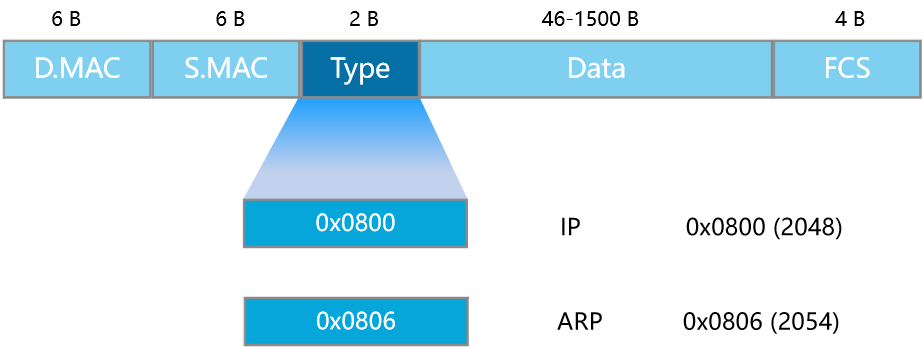 6 B 6 B 2 B 46-1500 B 4 B
D.MAC S.MAC Type Data FCS
0x0800 IP 0x0800 (2048)
0x0806 ARP 0x0806 (2054)